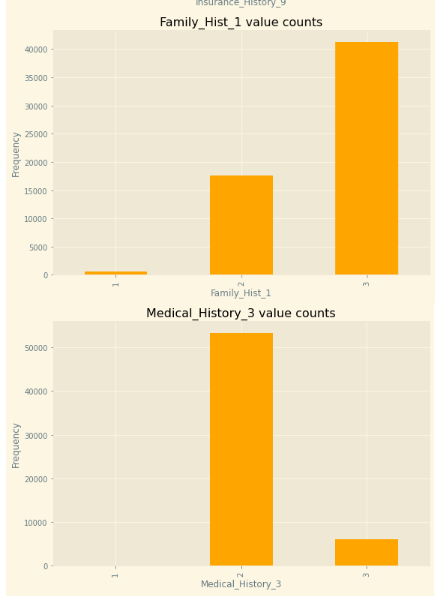 Insurance_History_9
Family_Hist_1 value counts
40000
35000
30000
25000
20000
15000
10000
5000
0
Frequency
1 2 3
Family_Hist_1
Medical_History_3 value counts
50000
40000
30000
20000
10000
0
Frequency
1 2 3
Medical_History_3